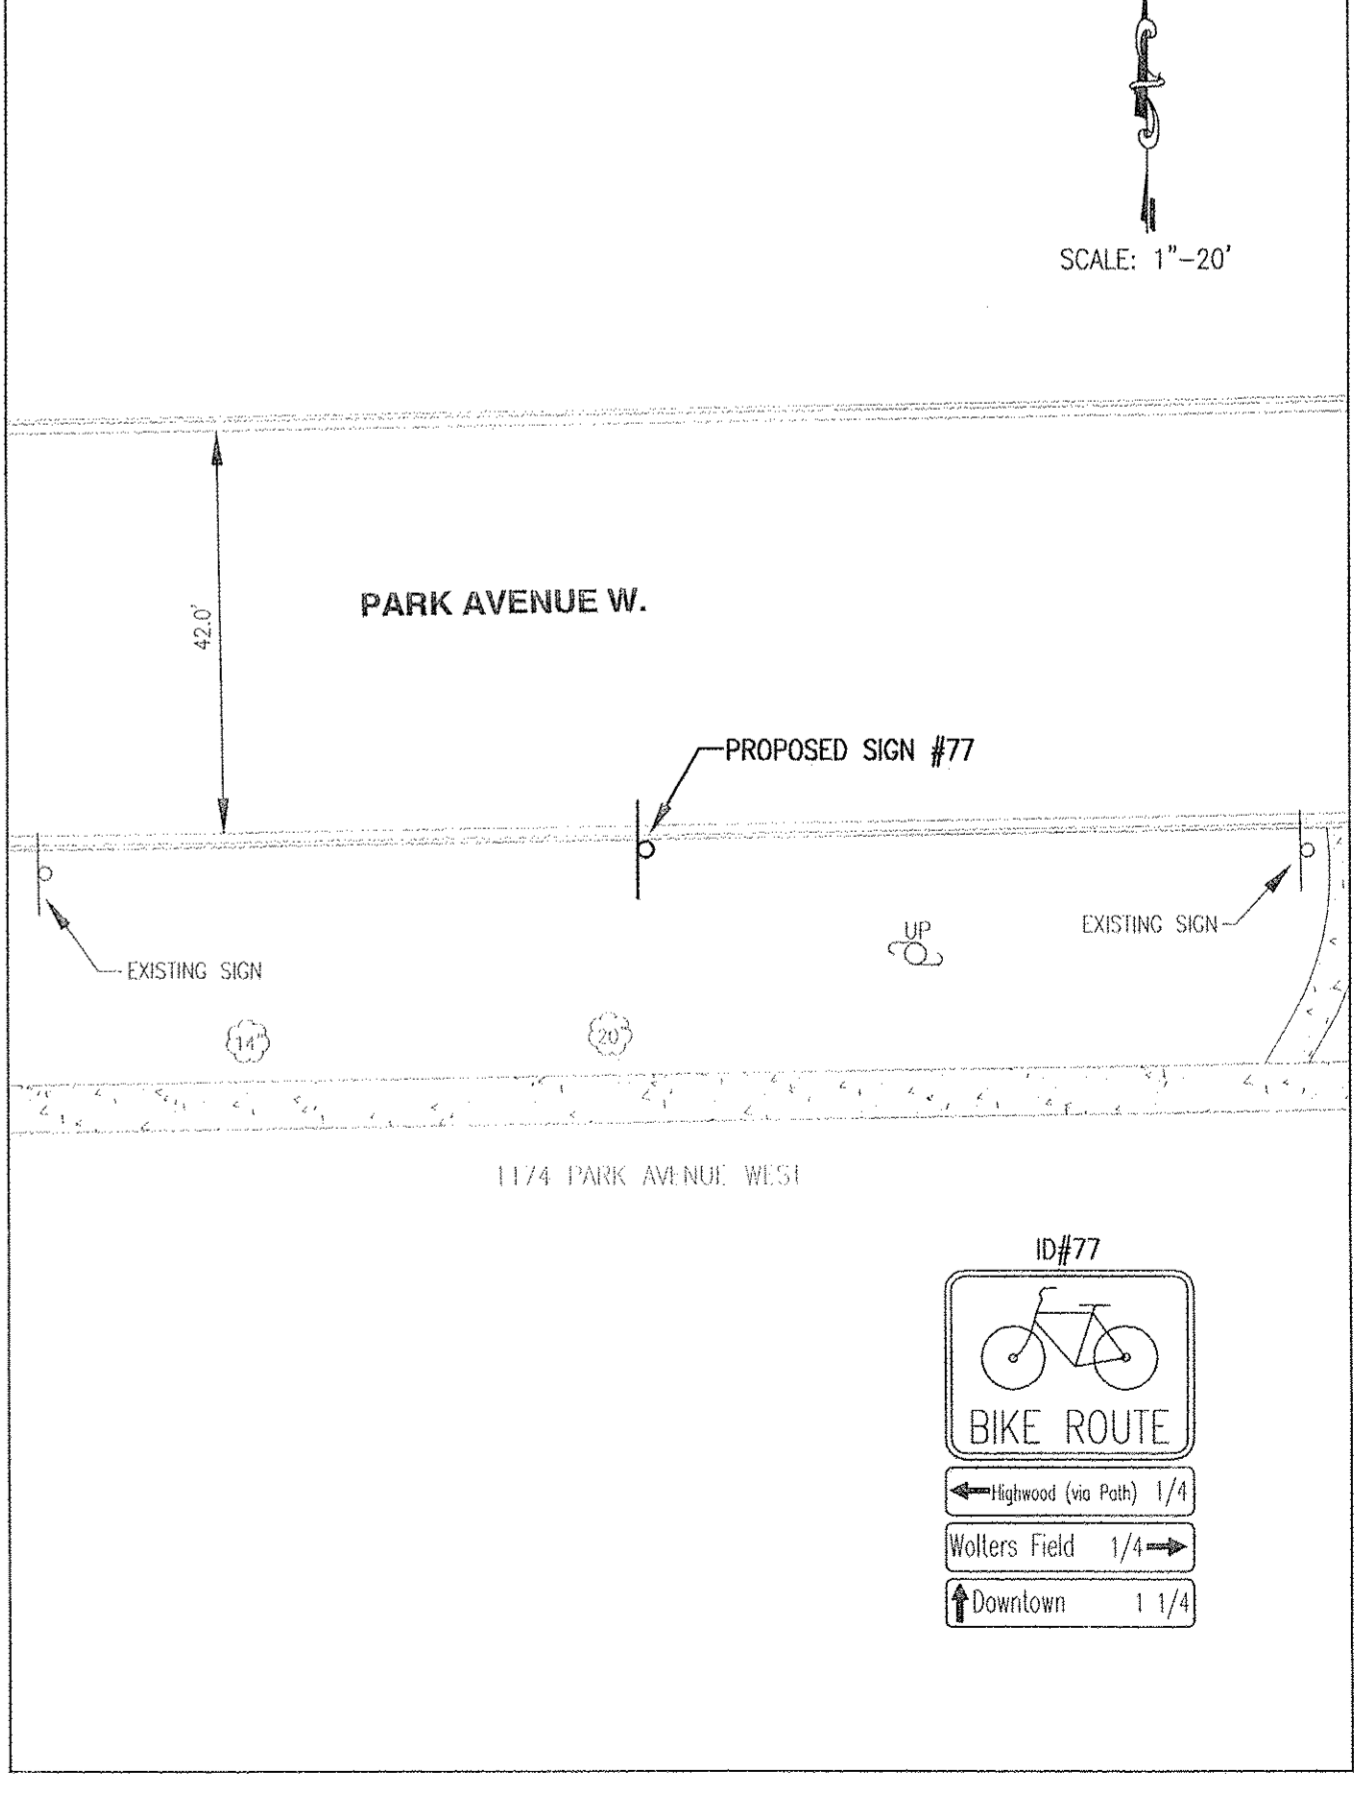 SCALE: 1"-20'
42.0'
PARK AVENUE W.
PROPOSED SIGN #77
EXISTING SIGN
UP
EXISTING SIGN
14"
20"
1174 PARK AVENUE WEST
ID#77
BIKE ROUTE
Highwood (via Path) 1/4
Wolters Field 1/4
Downtown 1 1/4